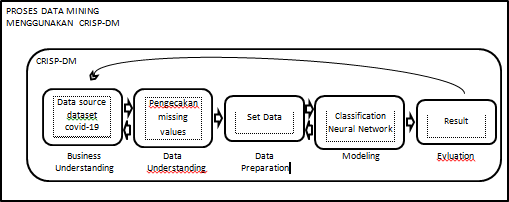 PROSES DATA MINING
MENGGUNAKAN CRISP-DM
CRISP-DM
Data source
dataset
covid-19
Pengecakan
missing
values
Set Data
Classification
Neural Network
Result
Business
Understanding
Data
Understanding
Data
Preparation
Modeling
Evluation